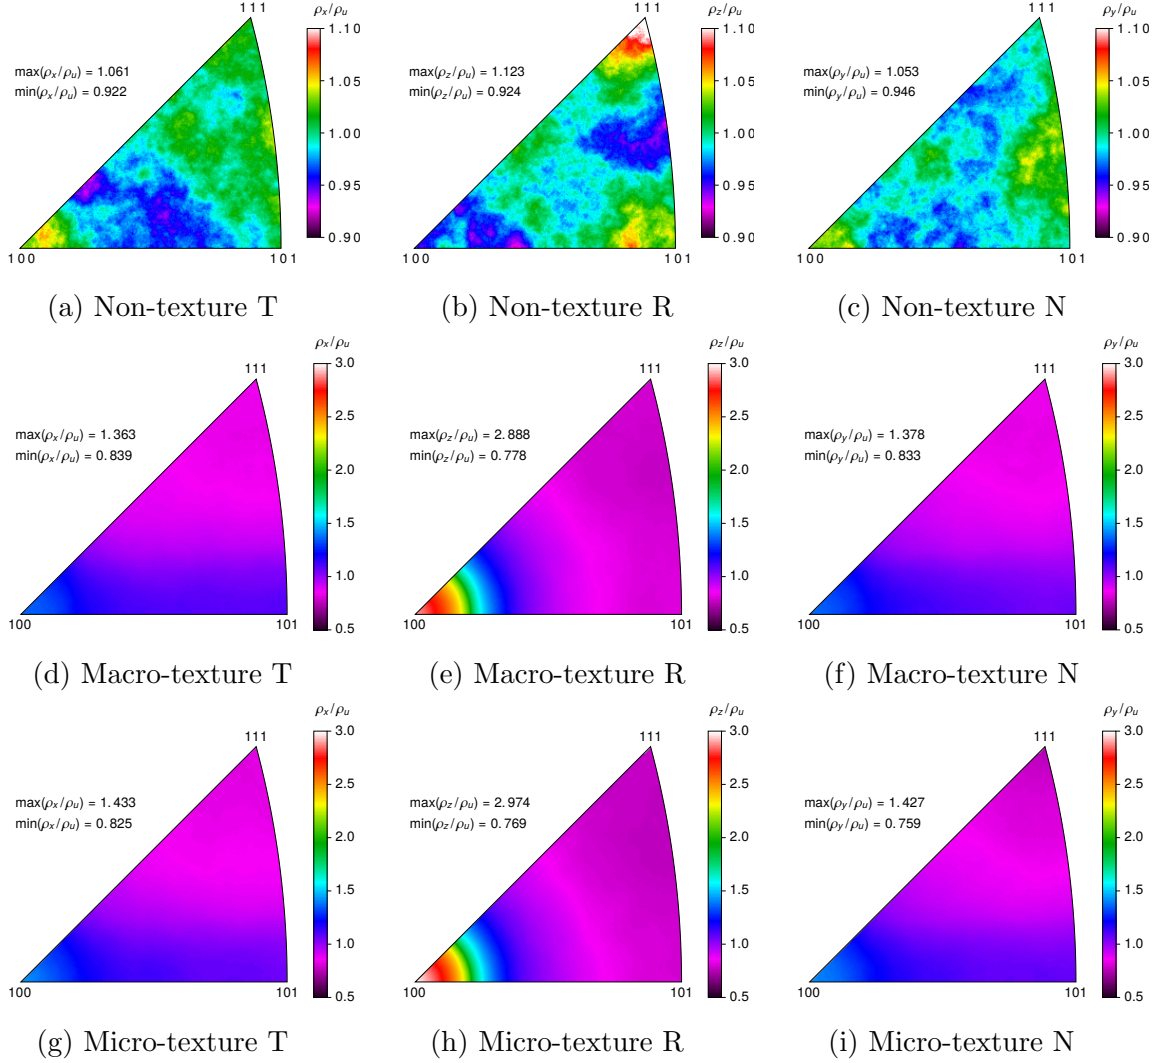 111
ρx/ρu
1.10
1.05
1.00
0.95
0.90
max(ρx/ρu) = 1.061
min(ρx/ρu) = 0.922
100
101
(a) Non-texture T
111
ρz/ρu
1.10
1.05
1.00
0.95
0.90
max(ρz/ρu) = 1.123
min(ρz/ρu) = 0.924
100
101
(b) Non-texture R
111
ρy/ρu
1.10
1.05
1.00
0.95
0.90
max(ρy/ρu) = 1.053
min(ρy/ρu) = 0.946
100
101
(c) Non-texture N
111
ρx/ρu
3.0
2.5
2.0
1.5
1.0
0.5
max(ρx/ρu) = 1.363
min(ρx/ρu) = 0.839
100
101
(d) Macro-texture T
111
ρz/ρu
3.0
2.5
2.0
1.5
1.0
0.5
max(ρz/ρu) = 2.888
min(ρz/ρu) = 0.778
100
101
(e) Macro-texture R
111
ρy/ρu
3.0
2.5
2.0
1.5
1.0
0.5
max(ρy/ρu) = 1.378
min(ρy/ρu) = 0.833
100
101
(f) Macro-texture N
111
ρx/ρu
3.0
2.5
2.0
1.5
1.0
0.5
max(ρx/ρu) = 1.433
min(ρx/ρu) = 0.825
100
101
(g) Micro-texture T
111
ρz/ρu
3.0
2.5
2.0
1.5
1.0
0.5
max(ρz/ρu) = 2.974
min(ρz/ρu) = 0.769
100
101
(h) Micro-texture R
111
ρy/ρu
3.0
2.5
2.0
1.5
1.0
0.5
max(ρy/ρu) = 1.427
min(ρy/ρu) = 0.759
100
101
(i) Micro-texture N